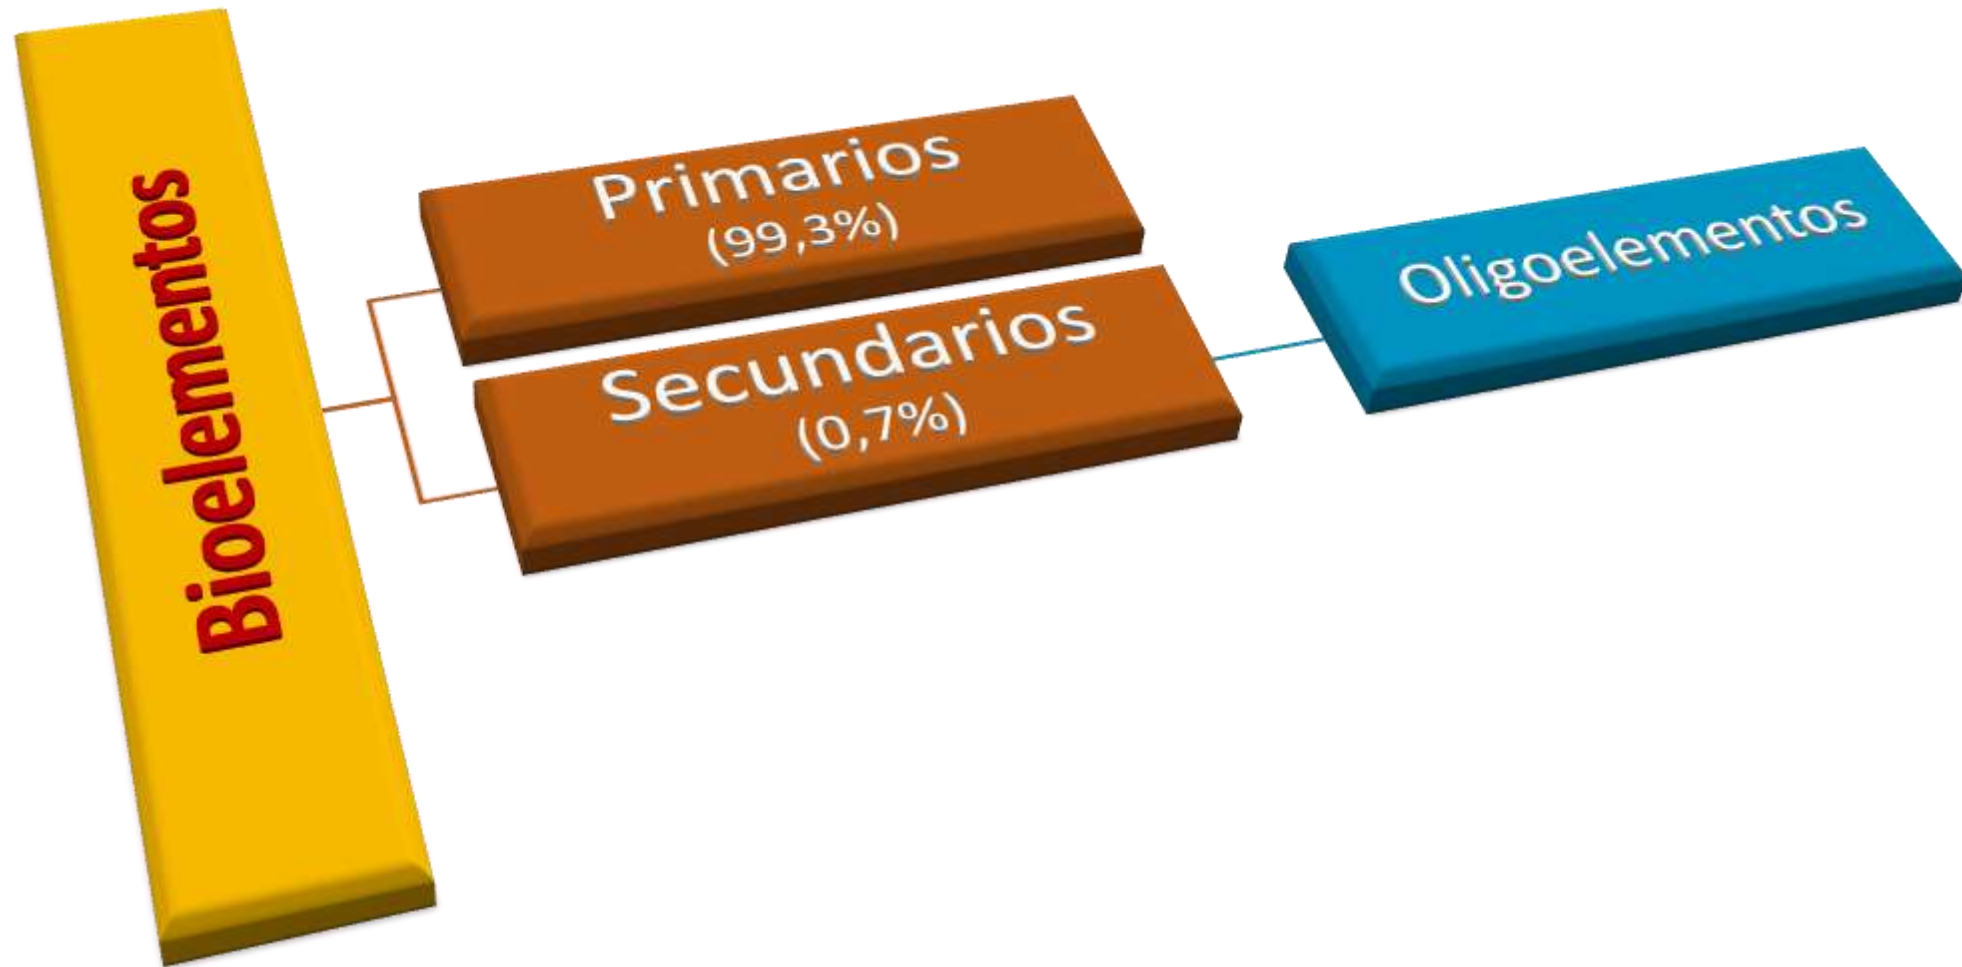 Bioelementos
Primarios
(99,3%)
Secundarios
(0,7%)
Oligoelementos